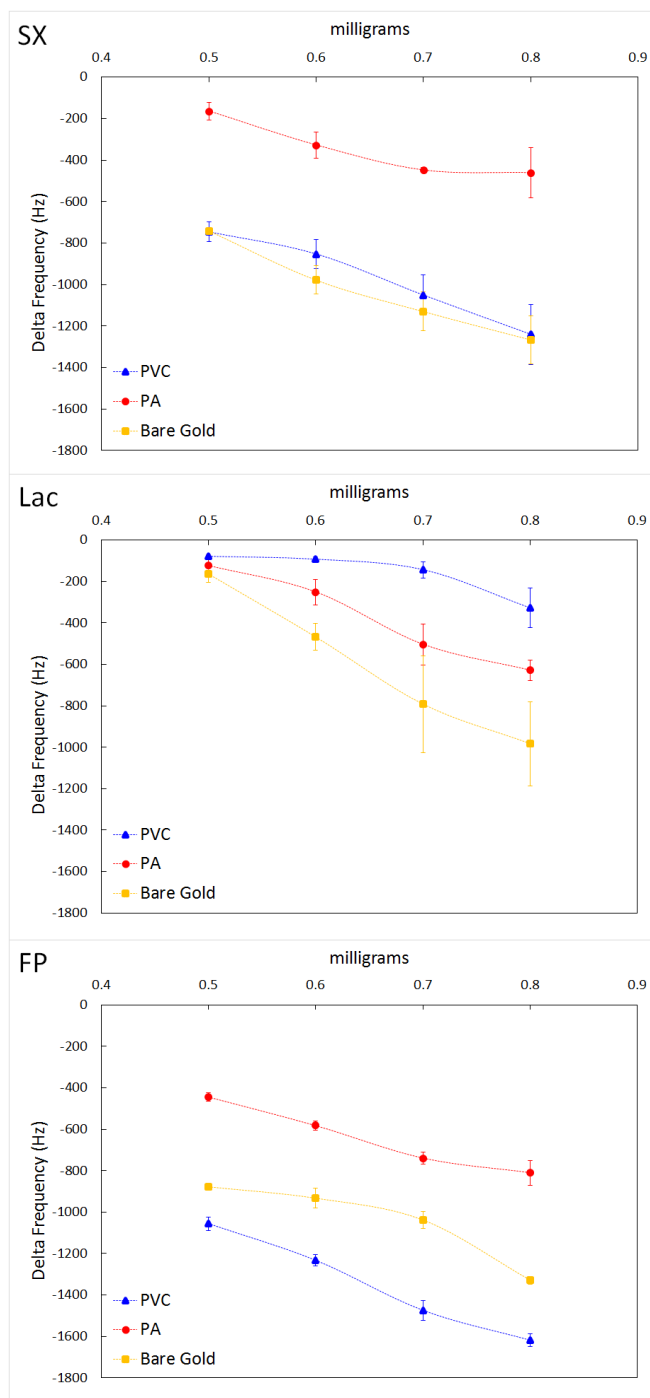 SX
milligrams
0.4 0.5 0.6 0.7 0.8 0.9
0
-200
-400
-600
-800
-1000
-1200
-1400
-1600
-1800
Delta Frequency (Hz)
PVC
PA
Bare Gold
Lac
milligrams
0.4 0.5 0.6 0.7 0.8 0.9
0
-200
-400
-600
-800
-1000
-1200
-1400
-1600
-1800
Delta Frequency (Hz)
PVC
PA
Bare Gold
FP
milligrams
0.4 0.5 0.6 0.7 0.8 0.9
0
-200
-400
-600
-800
-1000
-1200
-1400
-1600
-1800
Delta Frequency (Hz)
PVC
PA
Bare Gold